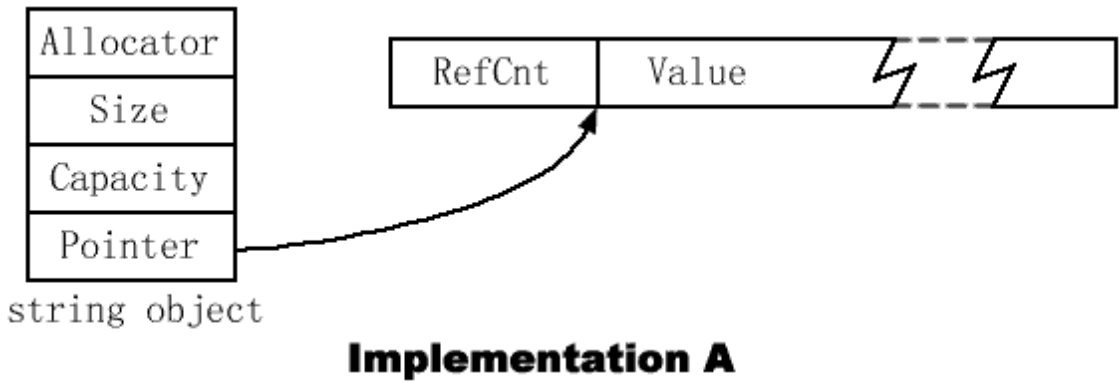 Allocator
Size
Capacity
Pointer
string object
RefCnt
Value
Implementation A